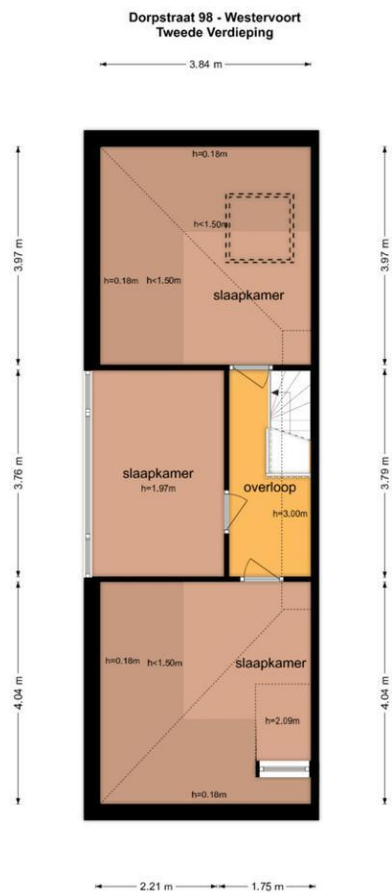 Dorpstraat 98 - Westervoort
Tweede Verdieping
3.84 m
h=0.18m
h<1.50m
3.97 m
3.97 m
h=0.18m
h<1.50m
slaapkamer
3.76 m
3.79 m
slaapkamer
h=1.97m
overloop
h=3.00m
4.04 m
4.04 m
h=0.18m
h<1.50m
slaapkamer
h=2.09m
h=0.18m
2.21 m
1.75 m